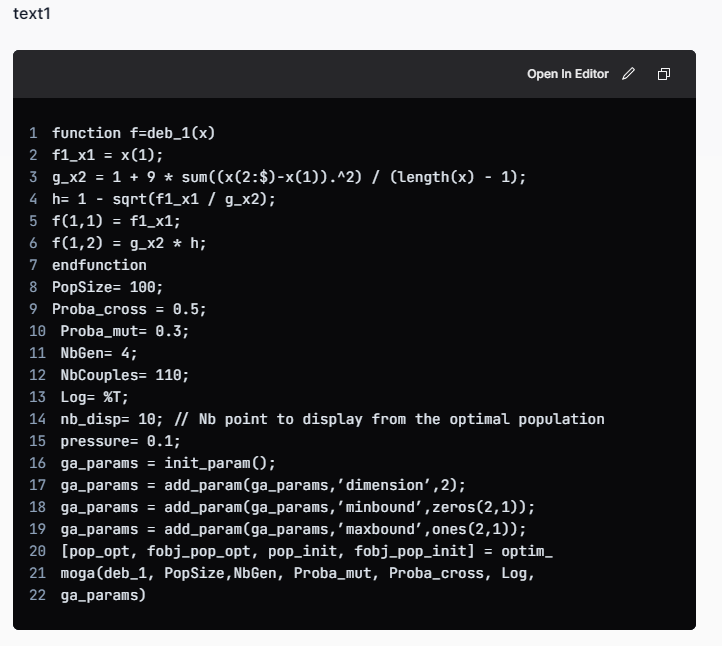 text1
Open In Editor
1 function f=deb_1(x)
2 f1_x1 = x(1);
3 g_x2 = 1 + 9 * sum((x(2:$)-x(1)).^2) / (length(x) - 1);
4 h= 1 - sqrt(f1_x1 / g_x2);
5 f(1,1) = f1_x1;
6 f(1,2) = g_x2 * h;
7 endfunction
8 PopSize= 100;
9 Proba_cross = 0.5;
10 Proba_mut= 0.3;
11 NbGen= 4;
12 NbCouples= 110;
13 Log= %T;
14 nb_disp= 10; // Nb point to display from the optimal population
15 pressure= 0.1;
16 ga_params = init_param();
17 ga_params = add_param(ga_params,’dimension’,2);
18 ga_params = add_param(ga_params,’minbound’,zeros(2,1));
19 ga_params = add_param(ga_params,’maxbound’,ones(2,1));
20 [pop_opt, fobj_pop_opt, pop_init, fobj_pop_init] = optim_
21 moga(deb_1, PopSize,NbGen, Proba_mut, Proba_cross, Log,
22 ga_params)